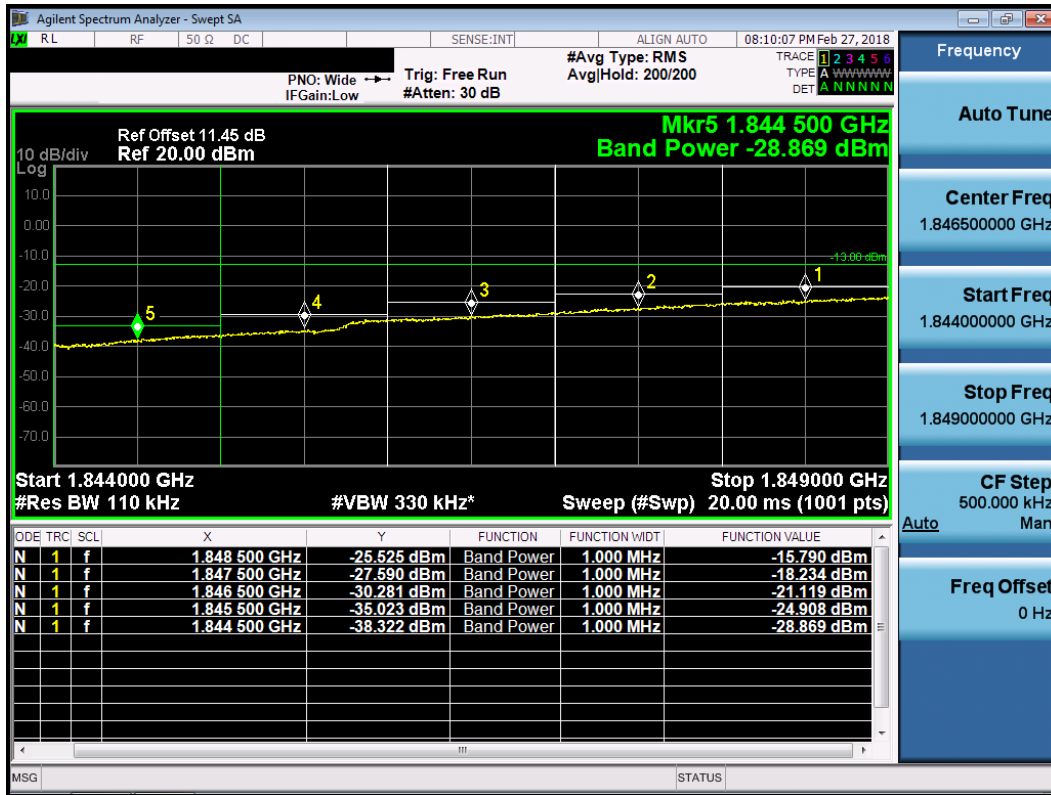 Agilent Spectrum Analyzer - Swept SA
LXI RL RF 50 Ω DC SENSE:INT ALIGN AUTO 08:10:07 PM Feb 27, 2018
PNO: Wide
IFGain:Low
Trig: Free Run
#Atten: 30 dB
#Avg Type: RMS
Avg|Hold: 200/200
TRACE 1 2 3 4 5 6
TYPE A WWWWW
DET A N N N N N
Ref Offset 11.45 dB
10 dB/div Ref 20.00 dBm
Log
Mkr5 1.844 500 GHz
Band Power -28.869 dBm
10.0
0.00
-10.0
-20.0
-30.0
-40.0
-50.0
-60.0
-70.0
-13.00 dBm
5
4
3
2
1
Start 1.844000 GHz Stop 1.849000 GHz
#Res BW 110 kHz #VBW 330 kHz* Sweep (#Swp) 20.00 ms (1001 pts)
ODE TRC SCL X Y FUNCTION FUNCTION WIDT FUNCTION VALUE
N 1 f 1.848 500 GHz -25.525 dBm Band Power 1.000 MHz -15.790 dBm
N 1 f 1.847 500 GHz -27.590 dBm Band Power 1.000 MHz -18.234 dBm
N 1 f 1.846 500 GHz -30.281 dBm Band Power 1.000 MHz -21.119 dBm
N 1 f 1.845 500 GHz -35.023 dBm Band Power 1.000 MHz -24.908 dBm
N 1 f 1.844 500 GHz -38.322 dBm Band Power 1.000 MHz -28.869 dBm
MSG STATUS
Frequency
Auto Tune
Center Freq
1.846500000 GHz
Start Freq
1.844000000 GHz
Stop Freq
1.849000000 GHz
CF Step
500.000 kHz
Auto Man
Freq Offset
0 Hz